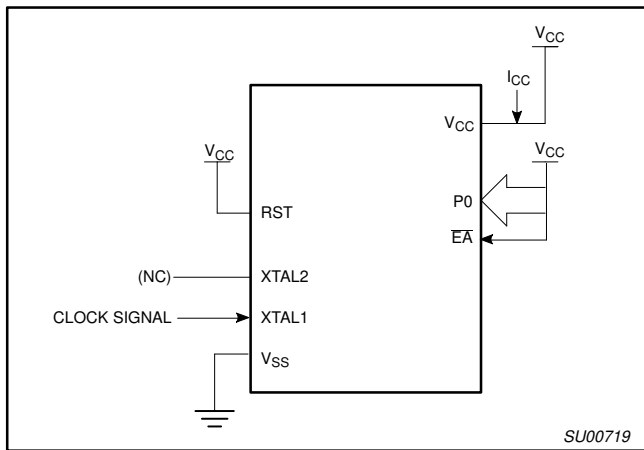 VCC
ICC
VCC
VCC
VCC
P0
RST
EA
(NC)
XTAL2
CLOCK SIGNAL
XTAL1
VSS
SU00719